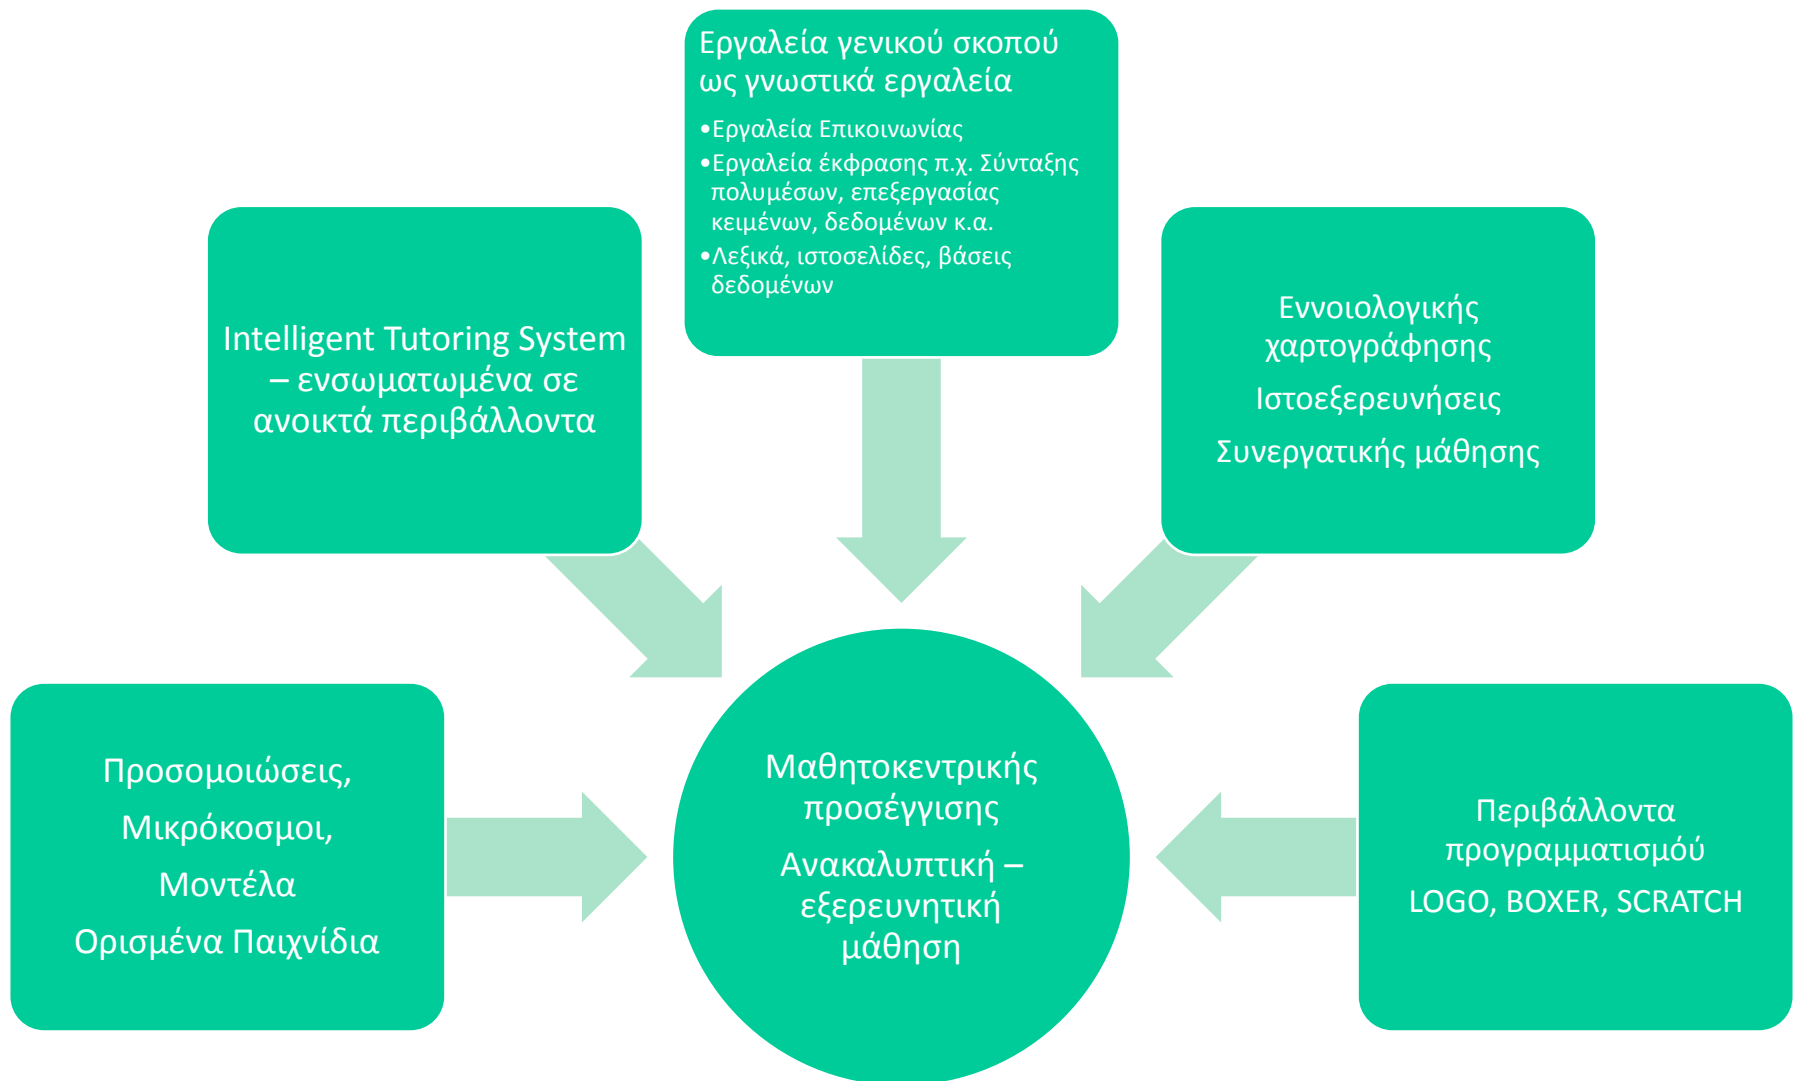 Εργαλεία γενικού σκοπού
ως γνωστικά εργαλεία
•Εργαλεία Επικοινωνίας
•Εργαλεία έκφρασης π.χ. Σύνταξης
πολυμέσων, επεξεργασίας
κειμένων, δεδομένων κ.α.
•Λεξικά, ιστοσελίδες, βάσεις
δεδομένων
Intelligent Tutoring System
– ενσωματωμένα σε
ανοικτά περιβάλλοντα
Εννοιολογικής
χαρτογράφησης
Ιστοεξερευνήσεις
Συνεργατικής μάθησης
Προσομοιώσεις,
Μικρόκοσμοι,
Μοντέλα
Ορισμένα Παιχνίδια
Μαθητοκεντρικής
προσέγγισης
Ανακαλυπτική –
εξερευνητική
μάθηση
Περιβάλλοντα
προγραμματισμόύ
LOGO, BOXER, SCRATCH